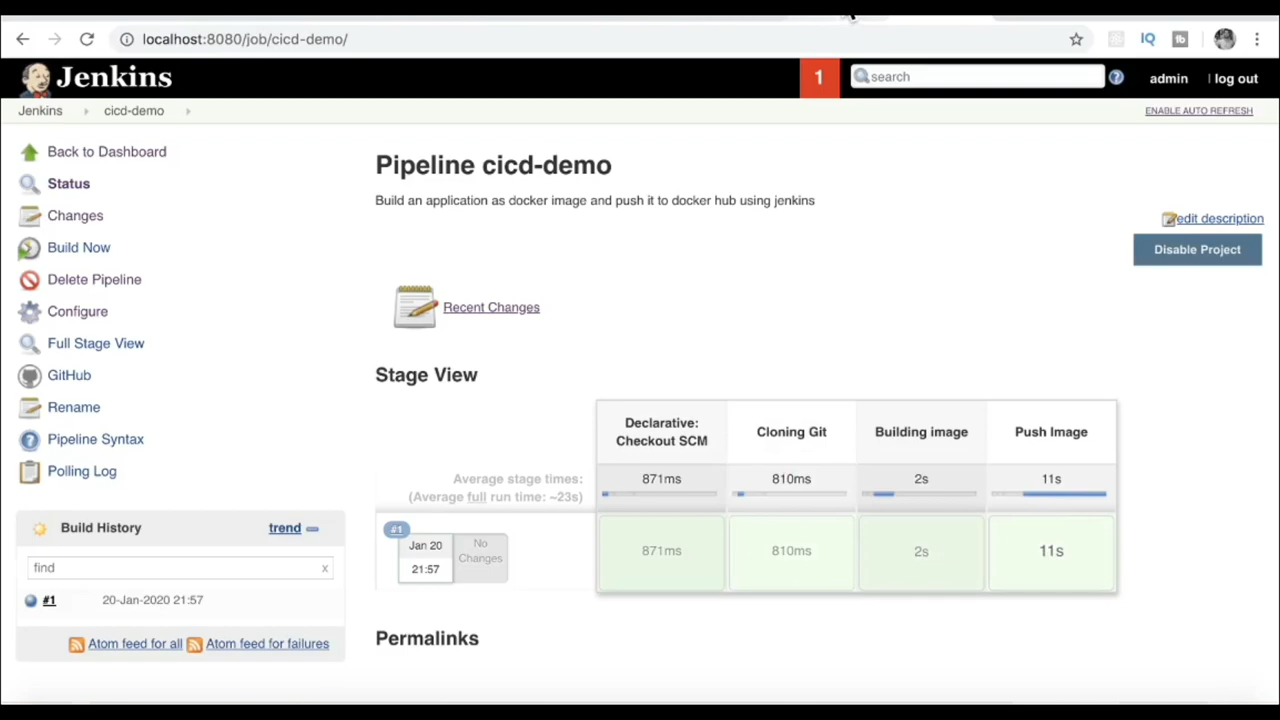 localhost:8080/job/cicd-demo/
IQ
tb
Jenkins
1
search
admin
| log out
Jenkins
cicd-demo
ENABLE AUTO REFRESH
Back to Dashboard
Status
Changes
Build Now
Delete Pipeline
Configure
Full Stage View
GitHub
Rename
Pipeline Syntax
Polling Log
Build History
trend
find
x
#1
20-Jan-2020 21:57
Atom feed for all
Atom feed for failures
Pipeline cicd-demo
Build an application as docker image and push it to docker hub using jenkins
edit description
Disable Project
Recent Changes
Stage View
Declarative:
Checkout SCM
Cloning Git
Building image
Push Image
Average stage times:
(Average full run time: ~23s)
871ms
810ms
2s
11s
#1
Jan 20
21:57
No
Changes
871ms
810ms
2s
11s
Permalinks